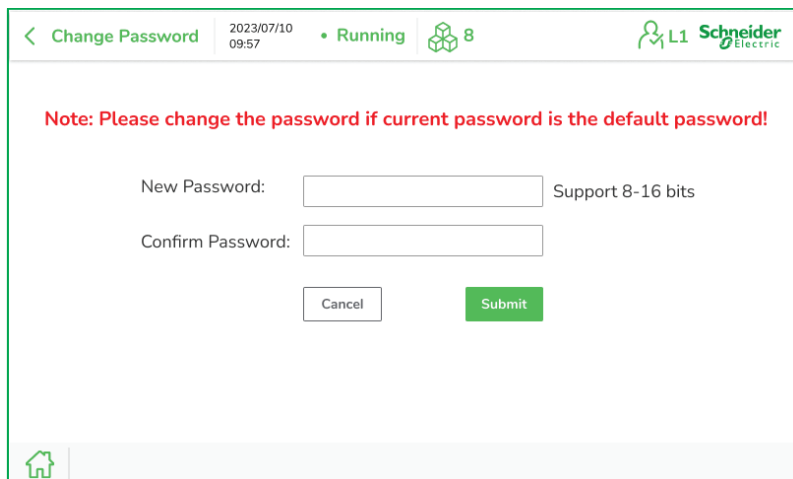 Change Password
2023/07/10
09:57
• Running
8
L1
Schneider
Electric
Note: Please change the password if current password is the default password!
New Password:
Support 8-16 bits
Confirm Password:
Cancel
Submit